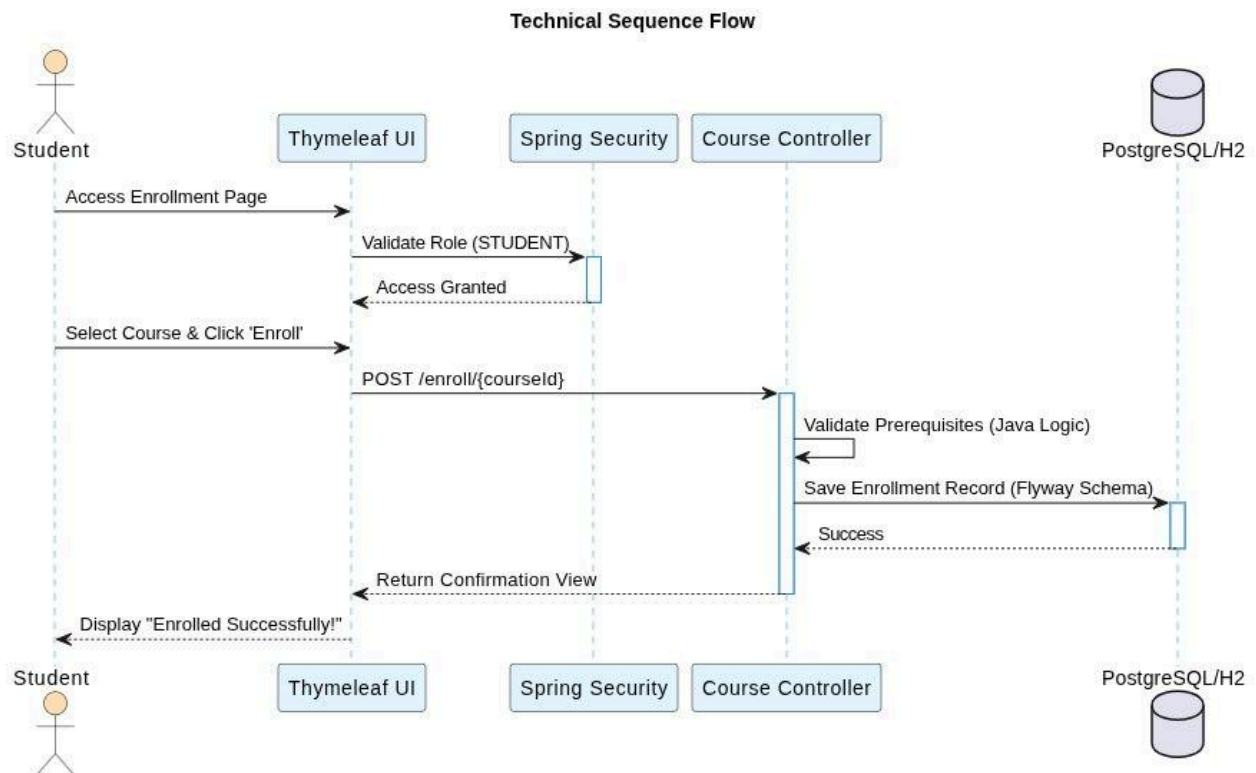 Technical Sequence Flow
Student
Thymeleaf UI
Spring Security
Course Controller
PostgreSQL/H2
Access Enrollment Page
Validate Role (STUDENT)
Access Granted
Select Course & Click 'Enroll'
POST /enroll/{courseId}
Validate Prerequisites (Java Logic)
Save Enrollment Record (Flyway Schema)
Success
Return Confirmation View
Display "Enrolled Successfully!"
Student
Thymeleaf UI
Spring Security
Course Controller
PostgreSQL/H2